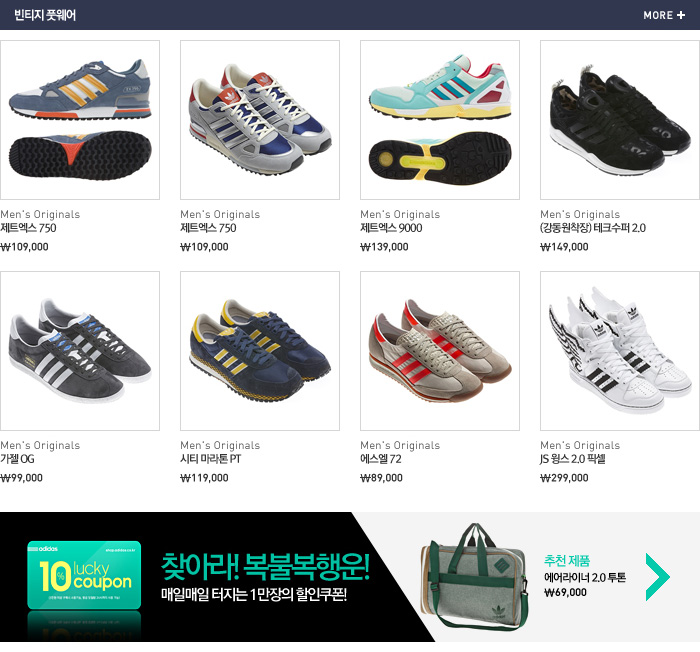 빈티지 풋웨어
MORE +
Men's Originals
제트엑스 750
₩109,000
Men's Originals
제트엑스 750
₩109,000
Men's Originals
제트엑스 9000
₩139,000
Men's Originals
(강동원착장) 테크수퍼 2.0
₩149,000
Men's Originals
가젤 OG
₩99,000
Men's Originals
시티 마라톤 PT
₩119,000
Men's Originals
에스엘 72
₩89,000
Men's Originals
JS 윙스 2.0 픽셀
₩299,000
adidas
10% lucky
coupon
찾아라! 복불복행운!
매일매일 터지는 1만장의 할인쿠폰!
추천 제품
에어라이너 2.0 투톤
₩69,000